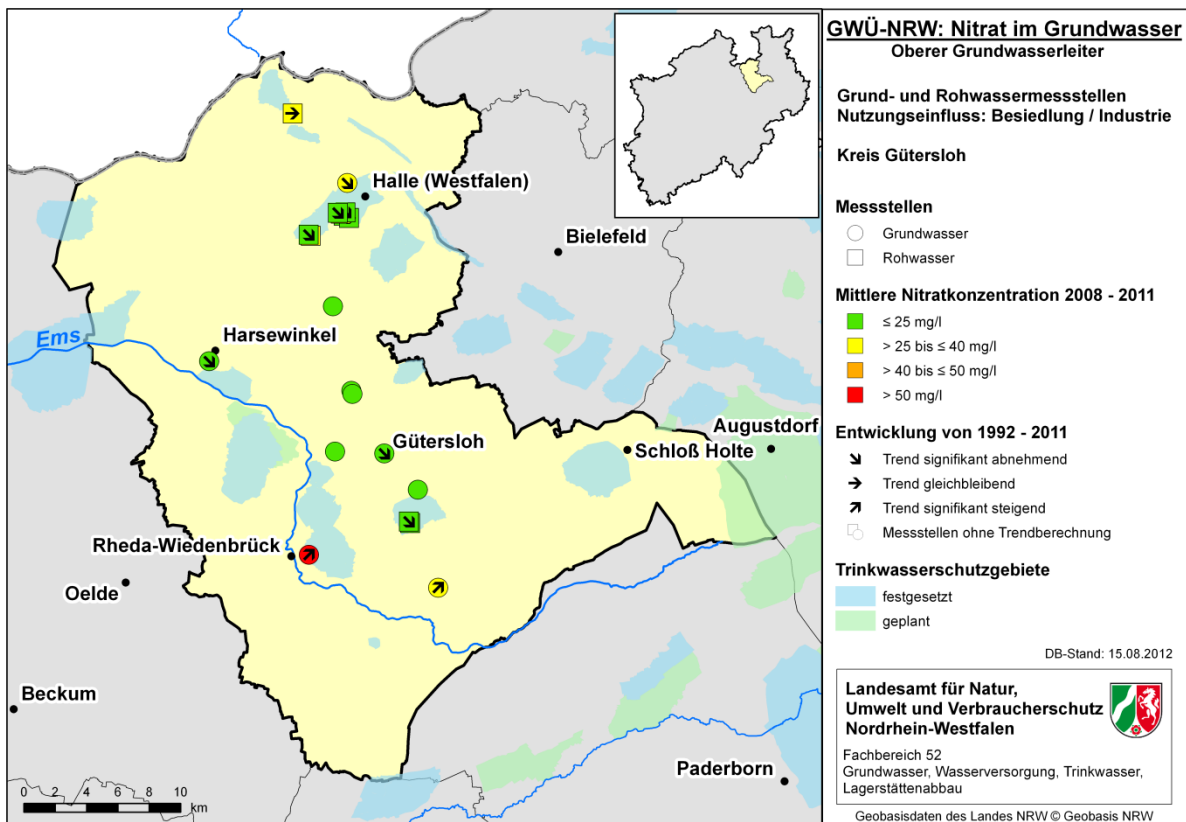 GWÜ-NRW: Nitrat im Grundwasser
Oberer Grundwasserleiter
Grund- und Rohwassermessstellen
Nutzungseinfluss: Besiedlung / Industrie
Kreis Gütersloh
Messstellen
Grundwasser
Rohwasser
Mittlere Nitratkonzentration 2008 - 2011
≤ 25 mg/l
> 25 bis ≤ 40 mg/l
> 40 bis ≤ 50 mg/l
> 50 mg/l
Entwicklung von 1992 - 2011
Trend signifikant abnehmend
Trend gleichbleibend
Trend signifikant steigend
Messstellen ohne Trendberechnung
Trinkwasserschutzgebiete
festgesetzt
geplant
DB-Stand: 15.08.2012
Landesamt für Natur,
Umwelt und Verbraucherschutz
Nordrhein-Westfalen
Fachbereich 52
Grundwasser, Wasserversorgung, Trinkwasser,
Lagerstättenabbau
Geobasisdaten des Landes NRW © Geobasis NRW
Halle (Westfalen)
Bielefeld
Ems
Harsewinkel
Augustdorf
Gütersloh
Schloß Holte
Rheda-Wiedenbrück
Oelde
Beckum
Paderborn
0 2 4 6 8 10
km